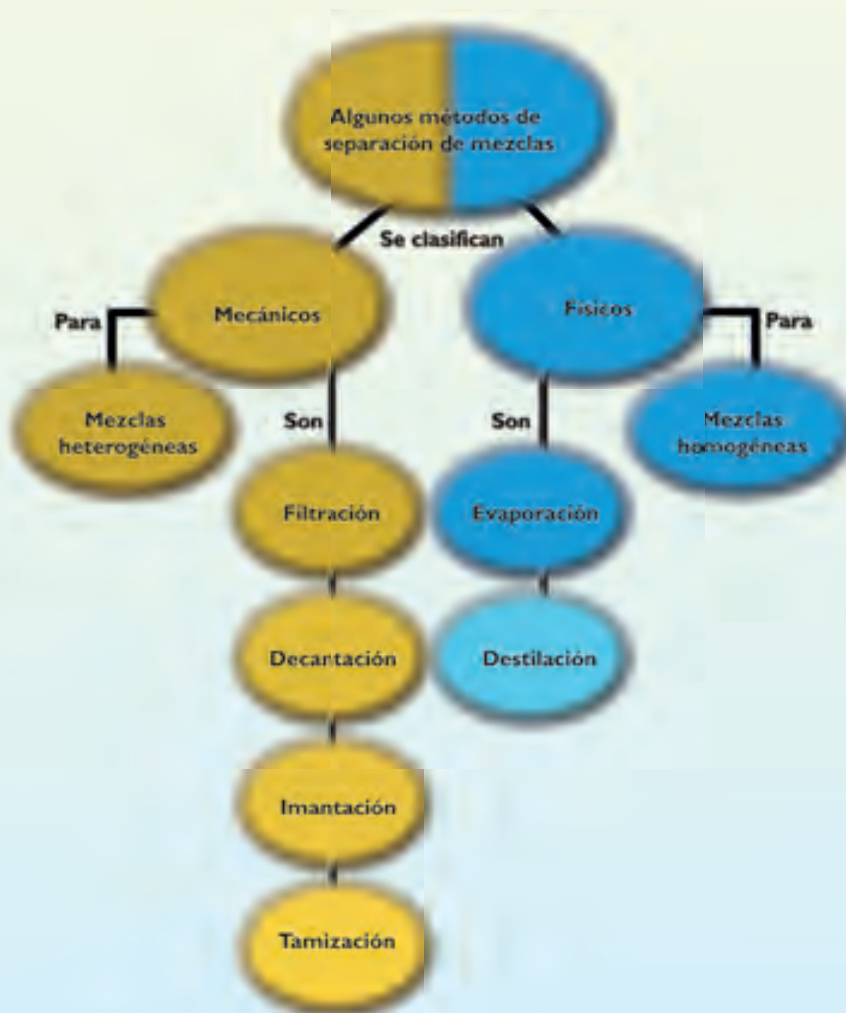 Algunos métodos de
separación de mezclas
Se clasifican
Mecánicos
Físicos
Para
Para
Mezclas
heterogéneas
Son
Son
Mezclas
homogéneas
Filtración
Evaporación
Decantación
Destilación
Imantación
Tamización